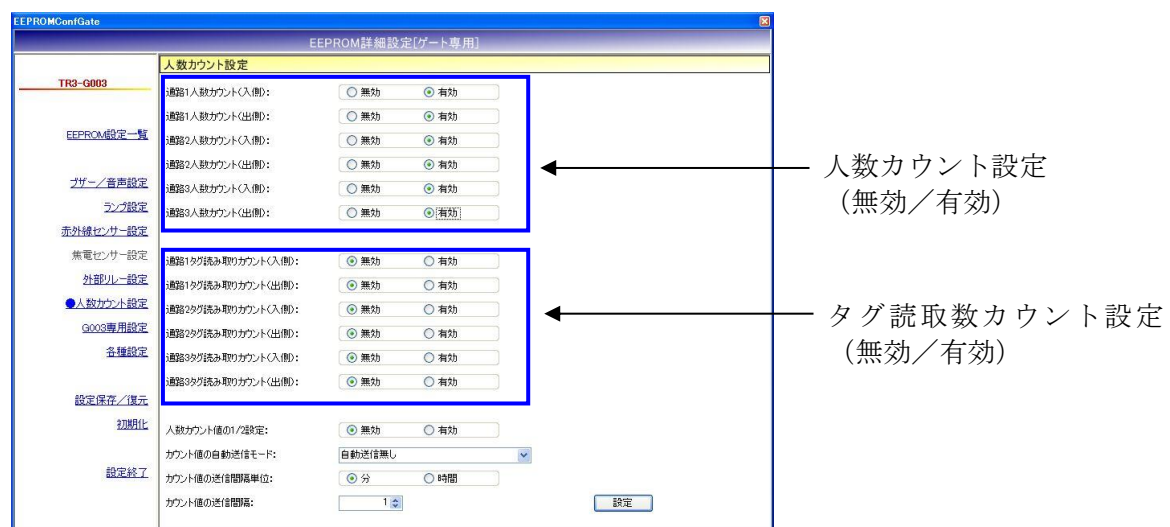 EEPROMConfGate
EEPROM詳細設定[ゲート専用]
TR3-G003
EEPROM設定一覧
ブザー／音声設定
ランプ設定
赤外線センサー設定
焦電センサー設定
外部リレー設定
●人数カウント設定
G003専用設定
各種設定
設定保存／復元
初期化
設定終了
人数カウント設定
通路1人数カウント(入側): 無効 有効
通路1人数カウント(出側): 無効 有効
通路2人数カウント(入側): 無効 有効
通路2人数カウント(出側): 無効 有効
通路3人数カウント(入側): 無効 有効
通路3人数カウント(出側): 無効 有効
通路1タグ読み取りカウント(入側): 無効 有効
通路1タグ読み取りカウント(出側): 無効 有効
通路2タグ読み取りカウント(入側): 無効 有効
通路2タグ読み取りカウント(出側): 無効 有効
通路3タグ読み取りカウント(入側): 無効 有効
通路3タグ読み取りカウント(出側): 無効 有効
人数カウント値の1/2設定: 無効 有効
カウント値の自動送信モード: 自動送信無し
カウント値の送信間隔単位: 分 時間
カウント値の送信間隔: 1 設定
人数カウント設定
（無効／有効）
タグ読取数カウント設定
（無効／有効）